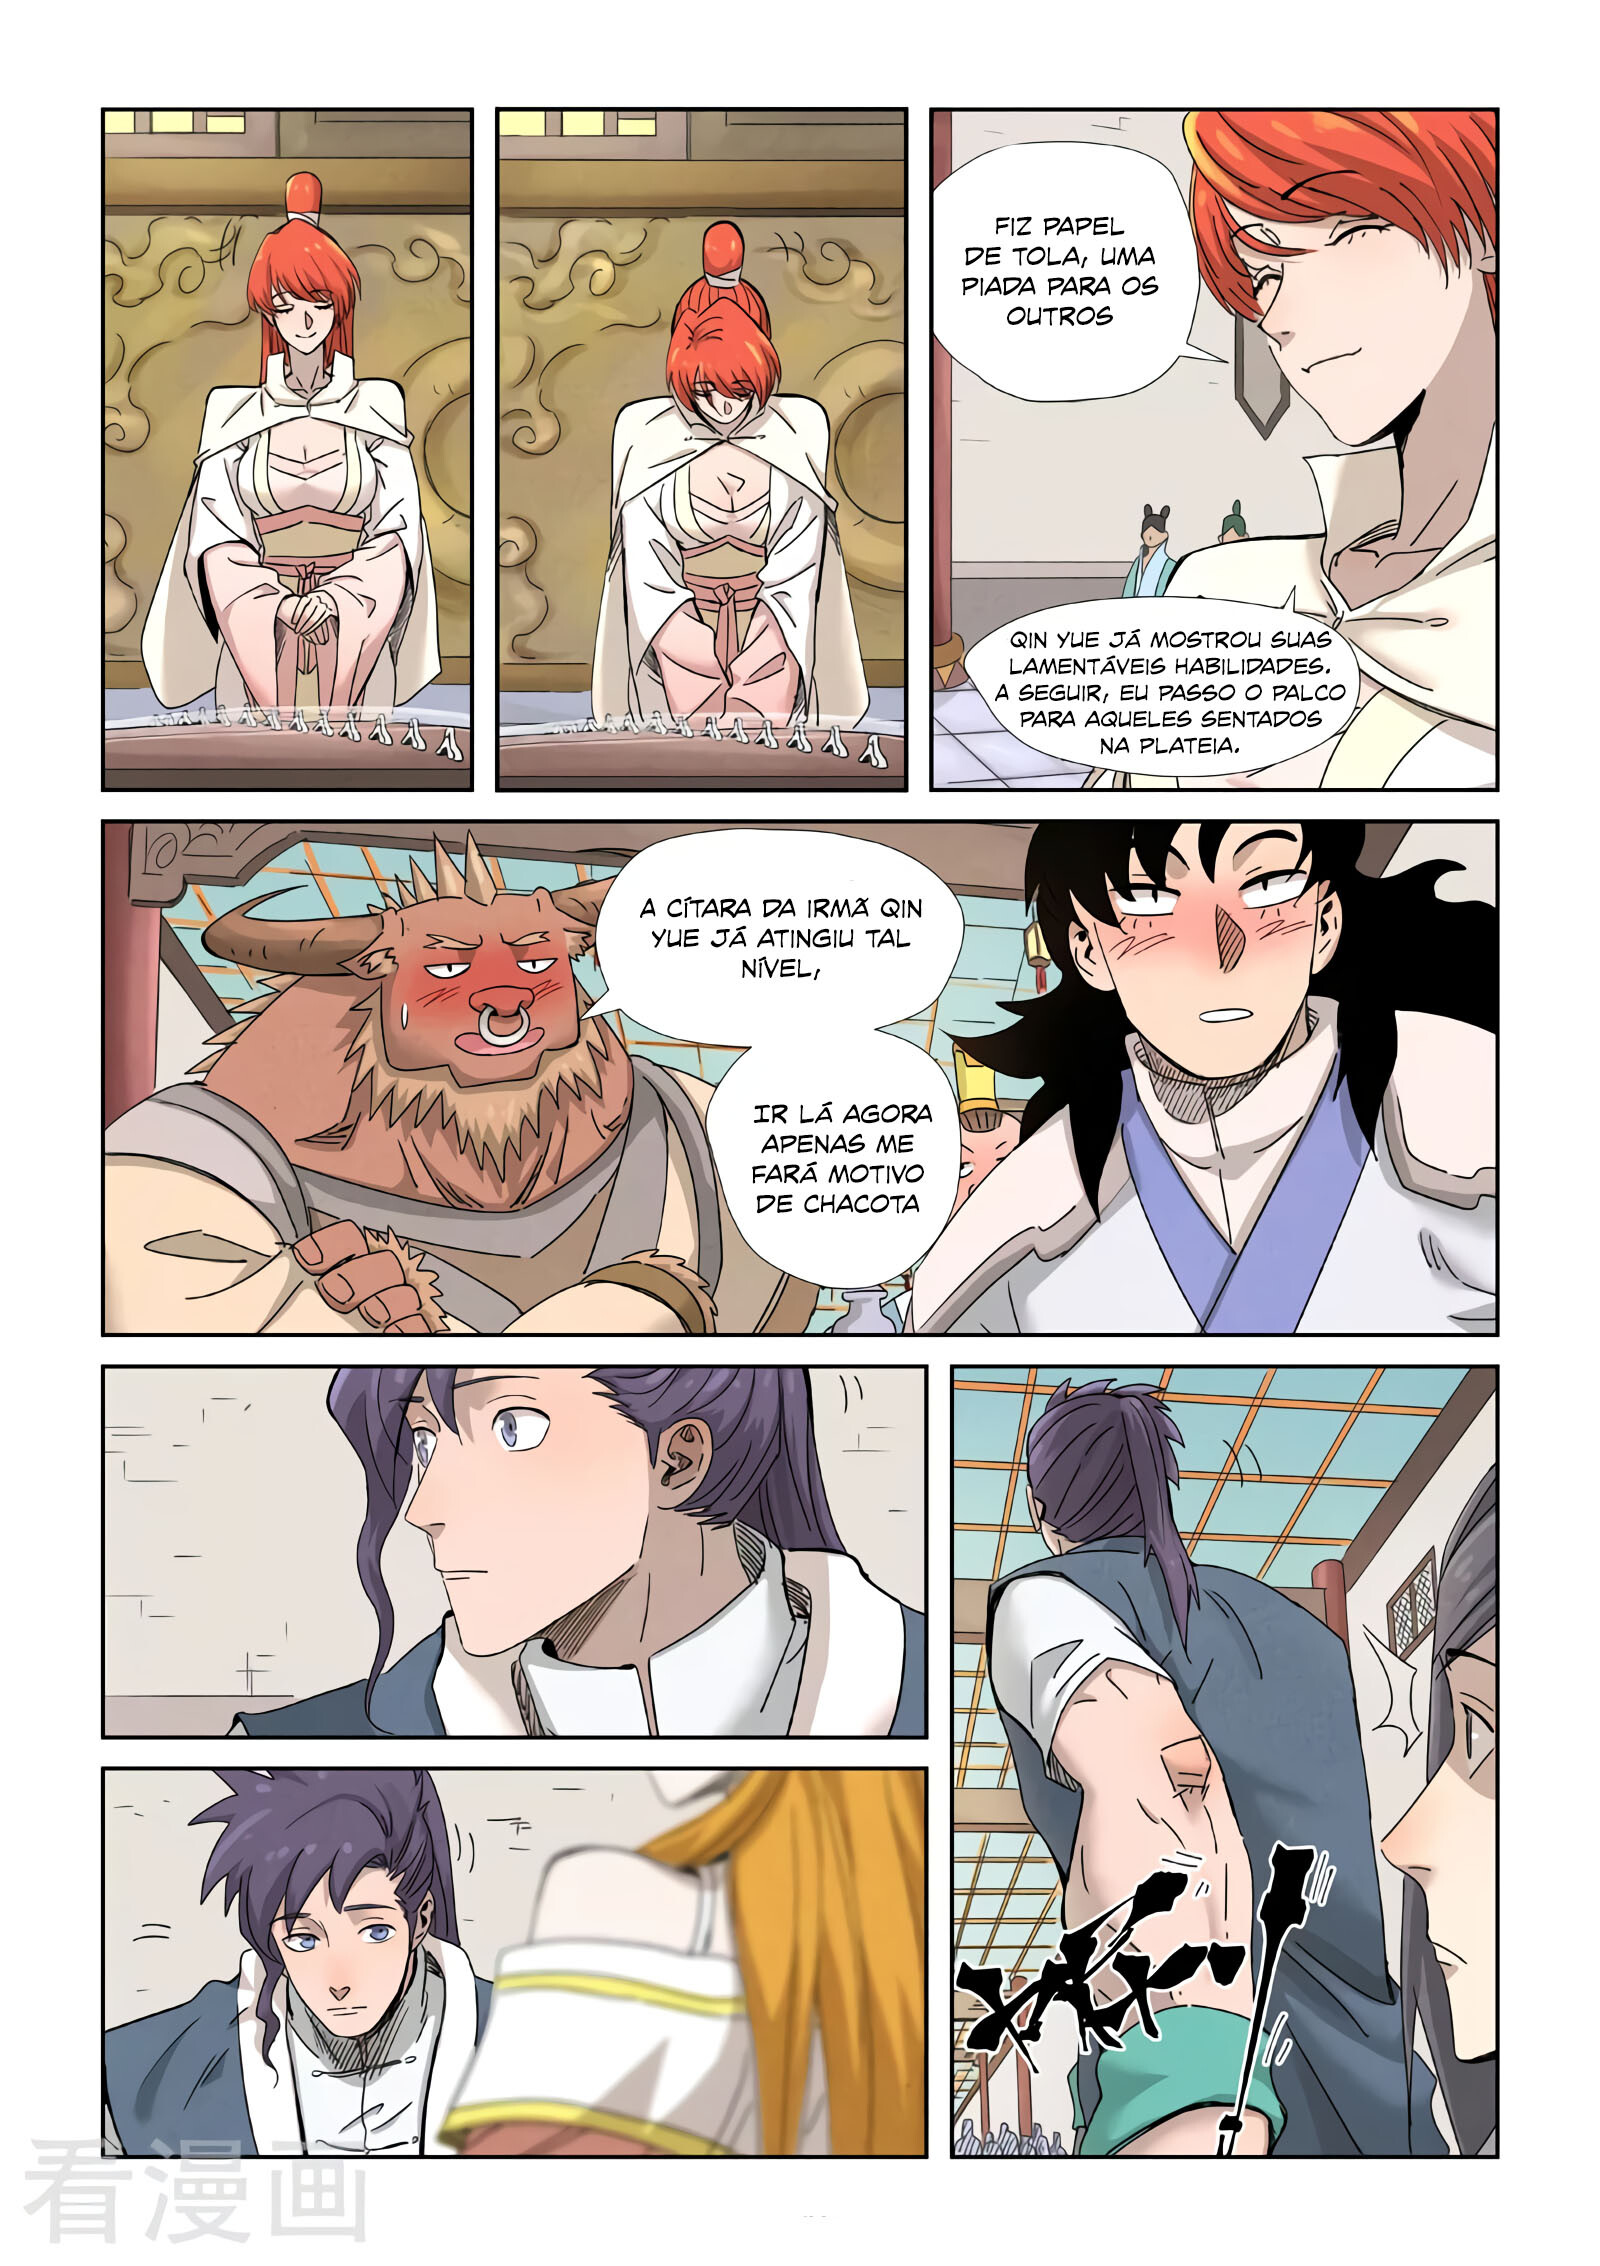 FIZ PAPEL
DE TOLA, UMA
PIADA PARA OS
OUTROS
QIN YUE JÁ MOSTROU SUAS
LAMENTÁVEIS HABILIDADES.
A SEGUIR, EU PASSO O PALCO
PARA AQUELES SENTADOS
NA PLATEIA.
A CÍTARA DA IRMÃ QIN
YUE JÁ ATINGIU TAL
NÍVEL,
IR LÁ AGORA
APENAS ME
FARÁ MOTIVO
DE CHACOTA
看漫画